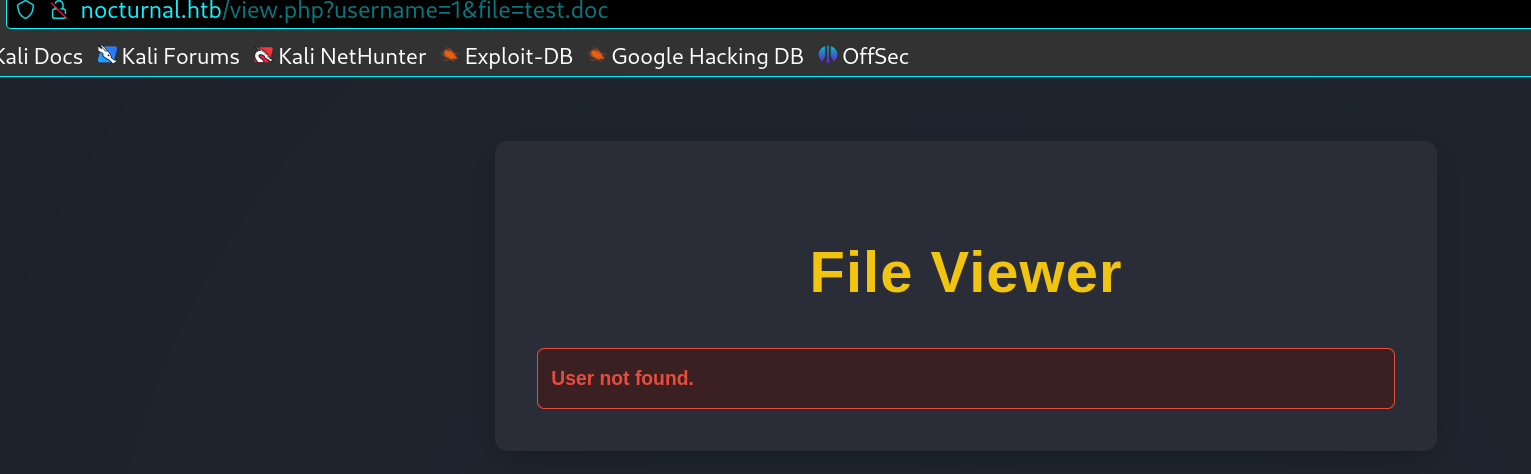 nocturnal.htb/view.php?username=1&file=test.doc
Kali Docs Kali Forums Kali NetHunter Exploit-DB Google Hacking DB OffSec
File Viewer
User not found.